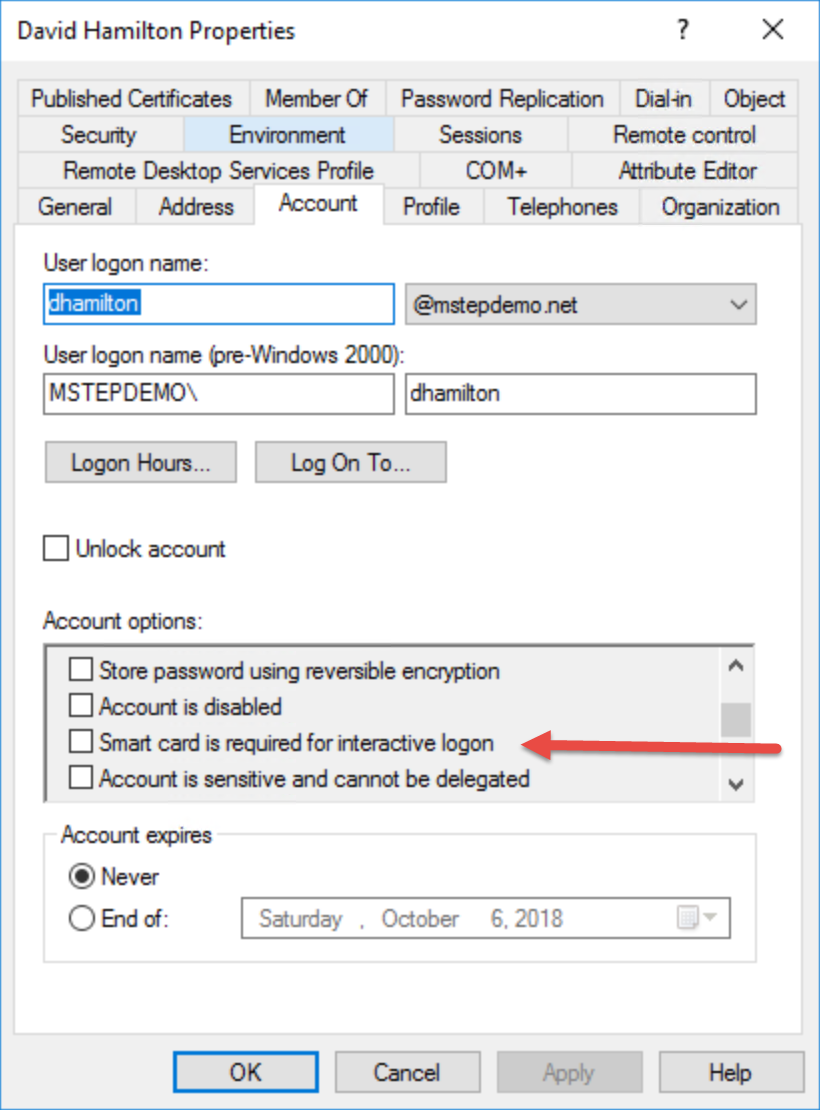 David Hamilton Properties ? ✕
Published Certificates Member Of Password Replication Dial-in Object
Security Environment Sessions Remote control
Remote Desktop Services Profile COM+ Attribute Editor
General Address Account Profile Telephones Organization
User logon name:
dhamilton @mstepdemo.net
User logon name (pre-Windows 2000):
MSTEPDEMO\ dhamilton
Logon Hours... Log On To...
Unlock account
Account options:
Store password using reversible encryption
Account is disabled
Smart card is required for interactive logon
Account is sensitive and cannot be delegated
Account expires
Never
End of: Saturday , October 6, 2018
OK Cancel Apply Help